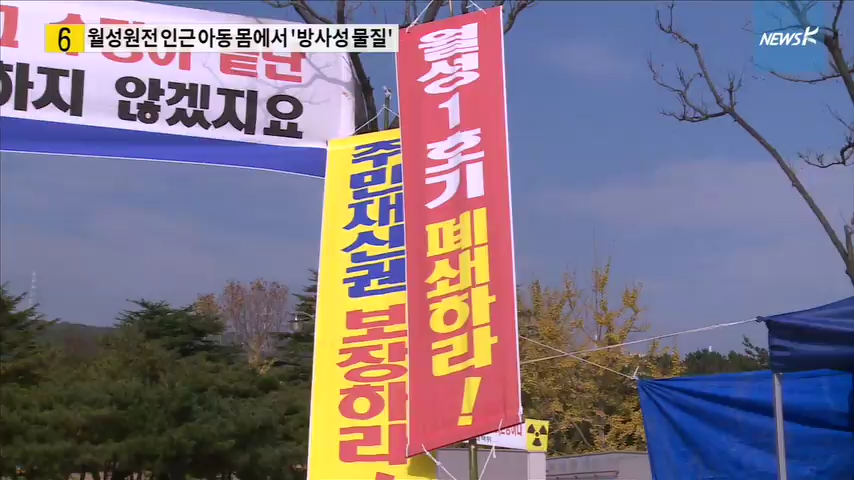 6 월성원전 인근 아동 몸에서 '방사성 물질'
NEWS K
하지 않겠지요
주민재산권 보장하라
월성1호기 폐쇄하라!